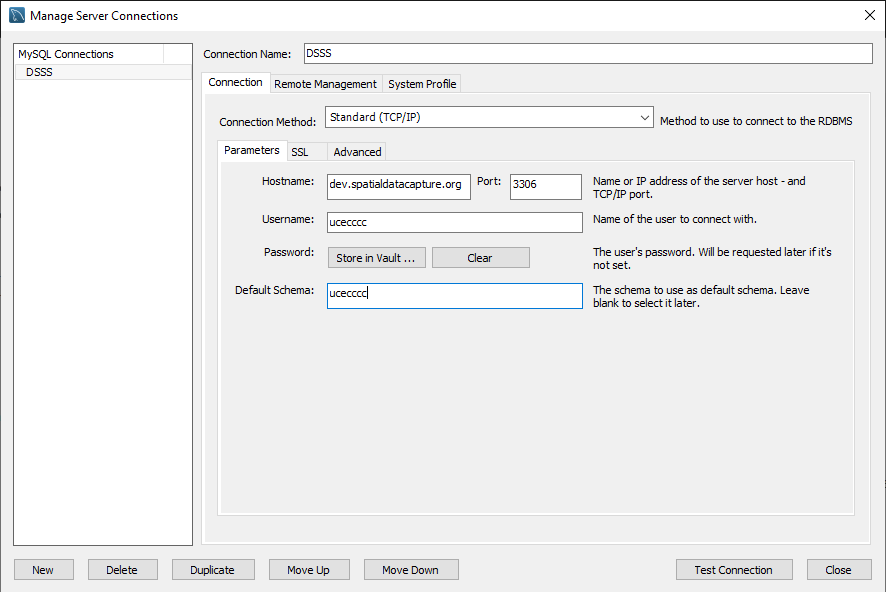 Manage Server Connections
MySQL Connections
DSSS
Connection Name: DSSS
Connection Remote Management System Profile
Connection Method: Standard (TCP/IP) Method to use to connect to the RDBMS
Parameters SSL Advanced
Hostname: dev.spatialdatacapture.org Port: 3306 Name or IP address of the server host - and
TCP/IP port.
Username: ucecccc Name of the user to connect with.
Password: Store in Vault ... Clear The user's password. Will be requested later if it's
not set.
Default Schema: ucecccc The schema to use as default schema. Leave
blank to select it later.
New Delete Duplicate Move Up Move Down Test Connection Close